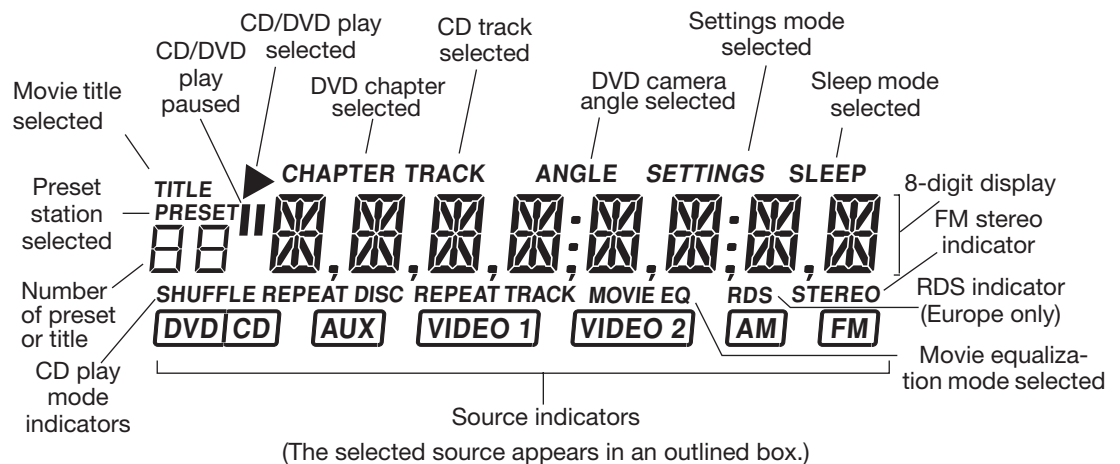 CD/DVD play
selected
CD/DVD
play
paused
CD track
selected
Settings mode
selected
Movie title
selected
DVD chapter
selected
DVD camera
angle selected
Sleep mode
selected
Preset
station
selected
TITLE
PRESET
CHAPTER TRACK ANGLE SETTINGS SLEEP
8-digit display
FM stereo
indicator
Number
of preset
or title
SHUFFLE REPEAT DISC REPEAT TRACK MOVIE EQ RDS STEREO
RDS indicator
(Europe only)
DVD CD AUX VIDEO 1 VIDEO 2 AM FM
CD play
mode
indicators
Movie equaliza-
tion mode selected
Source indicators
(The selected source appears in an outlined box.)